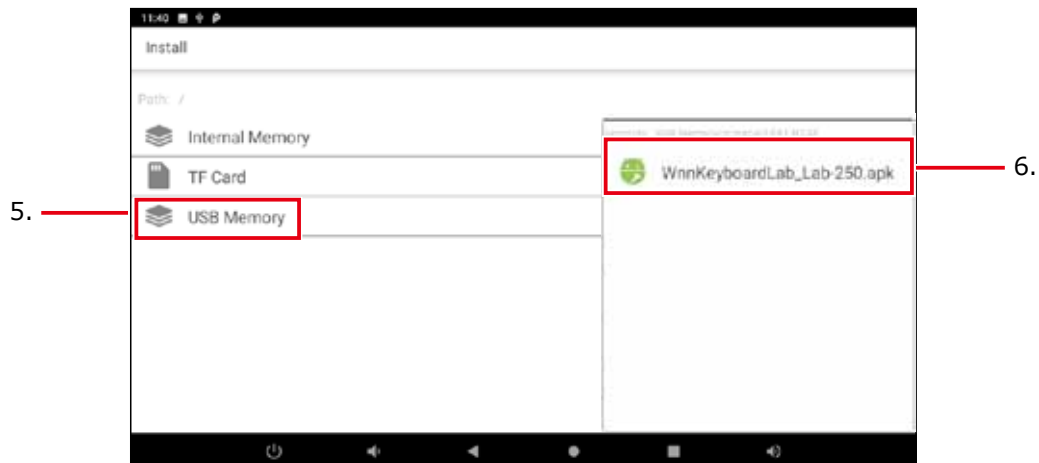 11:40
Install
Path: /
Internal Memory
TF Card
5.
USB Memory
WnnKeyboardLab_Lab-250.apk
6.